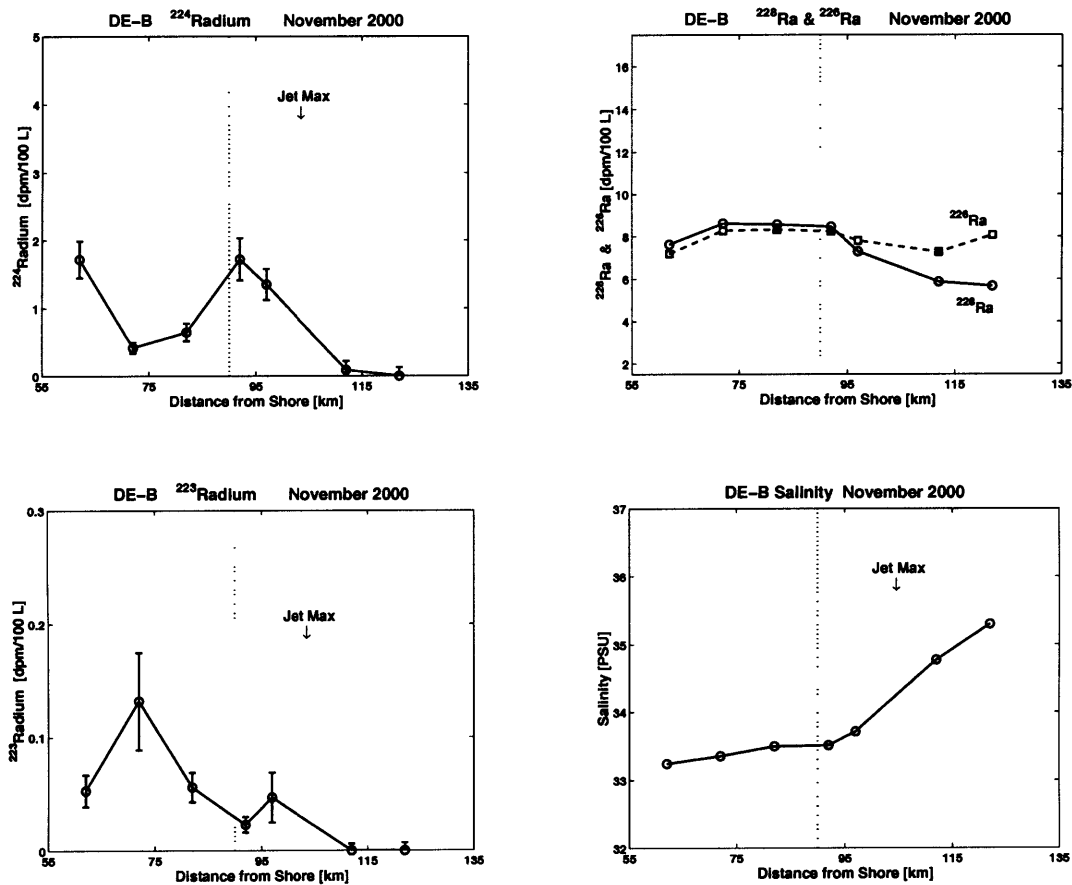 DE-B ²²⁴Radium November 2000
5
4
3
2
1
0
²²⁴Radium [dpm/100 L]
Jet Max
↓
55 75 95 115 135
Distance from Shore [km]
DE-B ²²⁸Ra & ²²⁶Ra November 2000
16
14
12
10
8
6
4
2
²²⁸Ra & ²²⁶Ra [dpm/100 L]
²²⁶Ra
²²⁸Ra
55 75 95 115 135
Distance from Shore [km]
DE-B ²²³Radium November 2000
0.3
0.2
0.1
0
²²³Radium [dpm/100 L]
Jet Max
↓
55 75 95 115 135
Distance from Shore [km]
DE-B Salinity November 2000
37
36
35
34
33
32
Salinity [PSU]
Jet Max
↓
55 75 95 115 135
Distance from Shore [km]